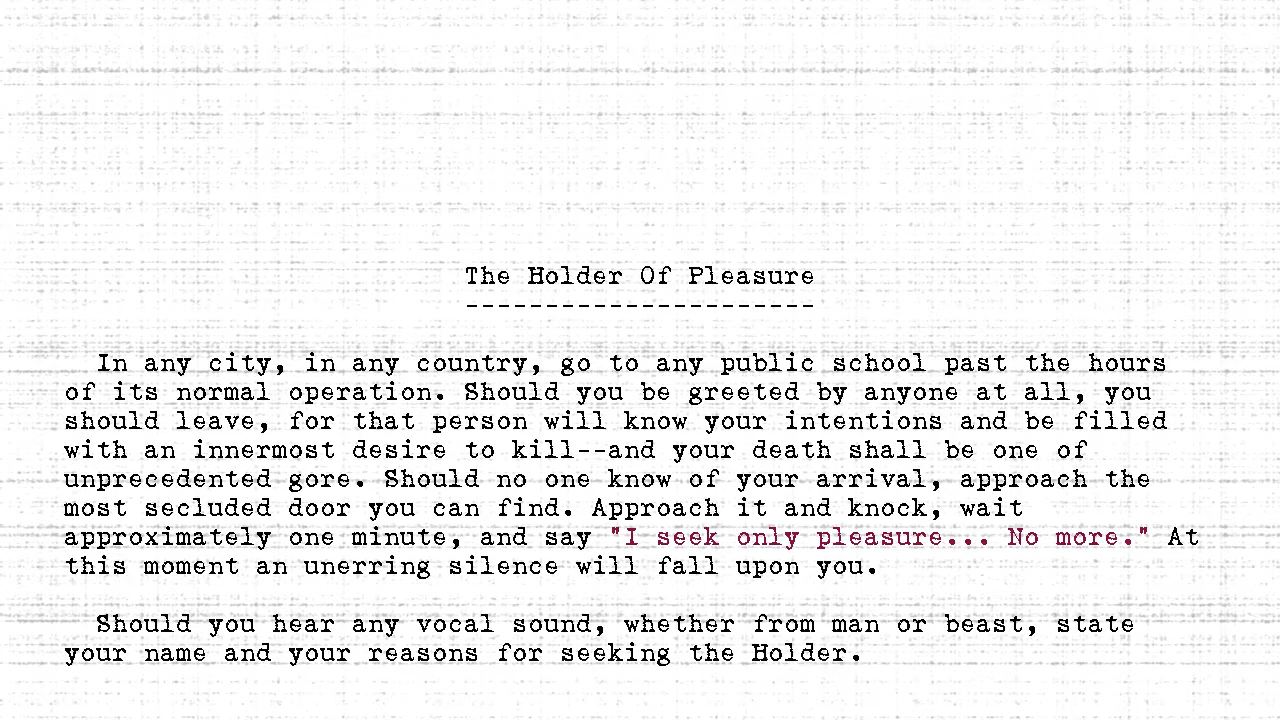 The Holder Of Pleasure
----------------------
In any city, in any country, go to any public school past the hours
of its normal operation. Should you be greeted by anyone at all, you
should leave, for that person will know your intentions and be filled
with an innermost desire to kill--and your death shall be one of
unprecedented gore. Should no one know of your arrival, approach the
most secluded door you can find. Approach it and knock, wait
approximately one minute, and say "I seek only pleasure... No more." At
this moment an unerring silence will fall upon you.
Should you hear any vocal sound, whether from man or beast, state
your name and your reasons for seeking the Holder.